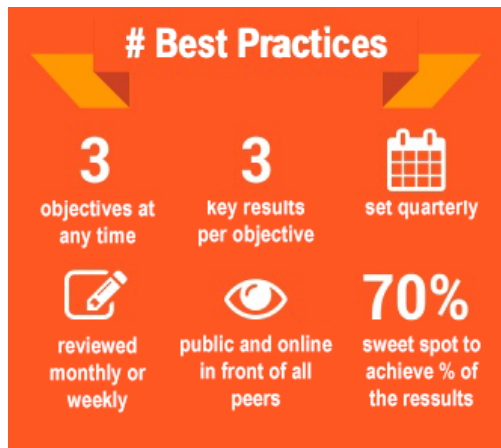 # Best Practices
3
objectives at
any time
3
key results
per objective
set quarterly
reviewed
monthly or
weekly
public and online
in front of all
peers
70%
sweet spot to
achieve % of
the ressults